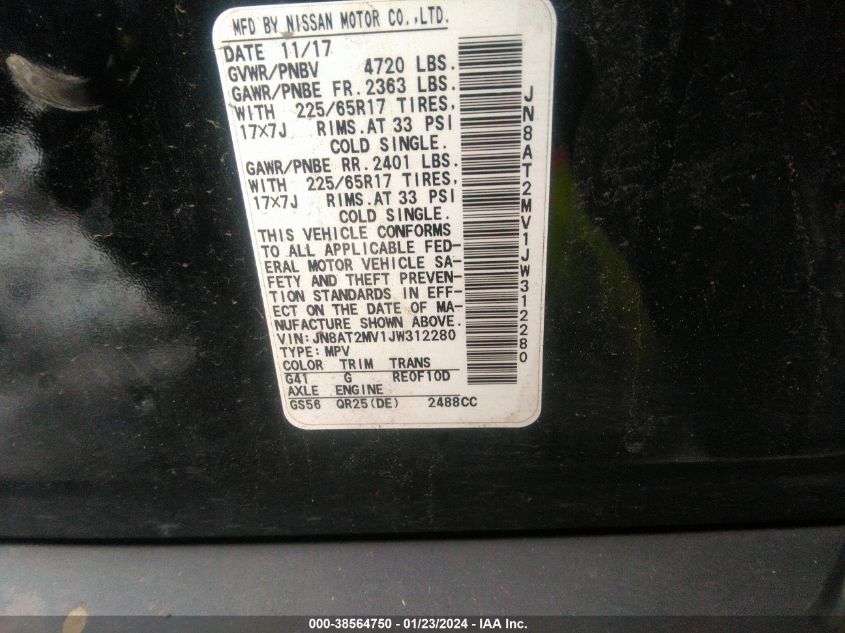 MFD BY NISSAN MOTOR CO.,LTD.
DATE 11/17
GVWR/PNBV 4720 LBS.
GAWR/PNBE FR.2363 LBS.
WITH 225/65R17 TIRES,
17X7J RIMS.AT 33 PSI
COLD SINGLE.
GAWR/PNBE RR.2401 LBS.
WITH 225/65R17 TIRES,
17X7J RIMS.AT 33 PSI
COLD SINGLE.
THIS VEHICLE CONFORMS
TO ALL APPLICABLE FED-
ERAL MOTOR VEHICLE SA-
FETY AND THEFT PREVEN-
TION STANDARDS IN EFF-
ECT ON THE DATE OF MA-
NUFACTURE SHOWN ABOVE.
VIN:JN8AT2MV1JW312280
TYPE:MPV
COLOR TRIM TRANS
G41 G RE0F10D
AXLE ENGINE
GS56 QR25(DE) 2488CC
JN8AT2MV1JW312280
000-38564750 - 01/23/2024 - IAA Inc.